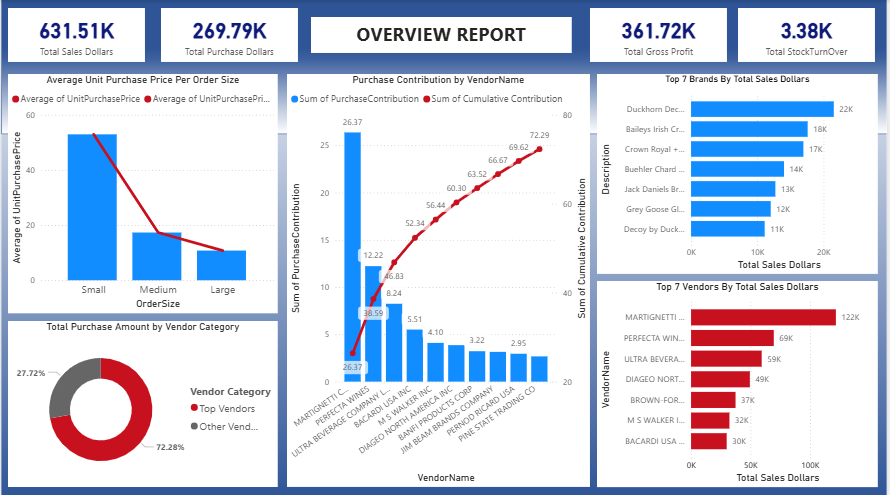 631.51K
Total Sales Dollars
269.79K
Total Purchase Dollars
OVERVIEW REPORT
361.72K
Total Gross Profit
3.38K
Total StockTurnOver
Average Unit Purchase Price Per Order Size
Average of UnitPurchasePrice
Average of UnitPurchasePri...
Average of UnitPurchasePrice
60
40
20
0
Small
Medium
Large
OrderSize
Total Purchase Amount by Vendor Category
27.72%
72.28%
Vendor Category
Top Vendors
Other Vend...
Purchase Contribution by VendorName
Sum of PurchaseContribution
Sum of Cumulative Contribution
Sum of PurchaseContribution
25
20
15
10
5
0
26.37
12.22
8.24
5.51
4.10
3.22
2.95
26.37
38.59
46.83
52.34
56.44
60.30
63.52
66.67
69.62
72.29
80
60
40
20
Sum of Cumulative Contribution
MARTIGNETTI C...
PERFECTA WINES
ULTRA BEVERAGE COMPANY L...
BACARDI USA INC
M S WALKER INC
DIAGEO NORTH AMERICA INC
BANFI PRODUCTS CORP
JIM BEAM BRANDS COMPANY
PERNOD RICARD USA
PINE STATE TRADING CO
VendorName
Top 7 Brands By Total Sales Dollars
Description
Duckhorn Dec... 22K
Baileys Irish Cr... 18K
Crown Royal +... 17K
Buehler Chard ... 14K
Jack Daniels Br... 13K
Grey Goose Gl... 12K
Decoy by Duck... 11K
0K 10K 20K
Total Sales Dollars
Top 7 Vendors By Total Sales Dollars
VendorName
MARTIGNETTI ... 122K
PERFECTA WIN... 69K
ULTRA BEVERA... 59K
DIAGEO NORT... 49K
BROWN-FOR... 37K
M S WALKER I... 32K
BACARDI USA ... 30K
0K 50K 100K
Total Sales Dollars